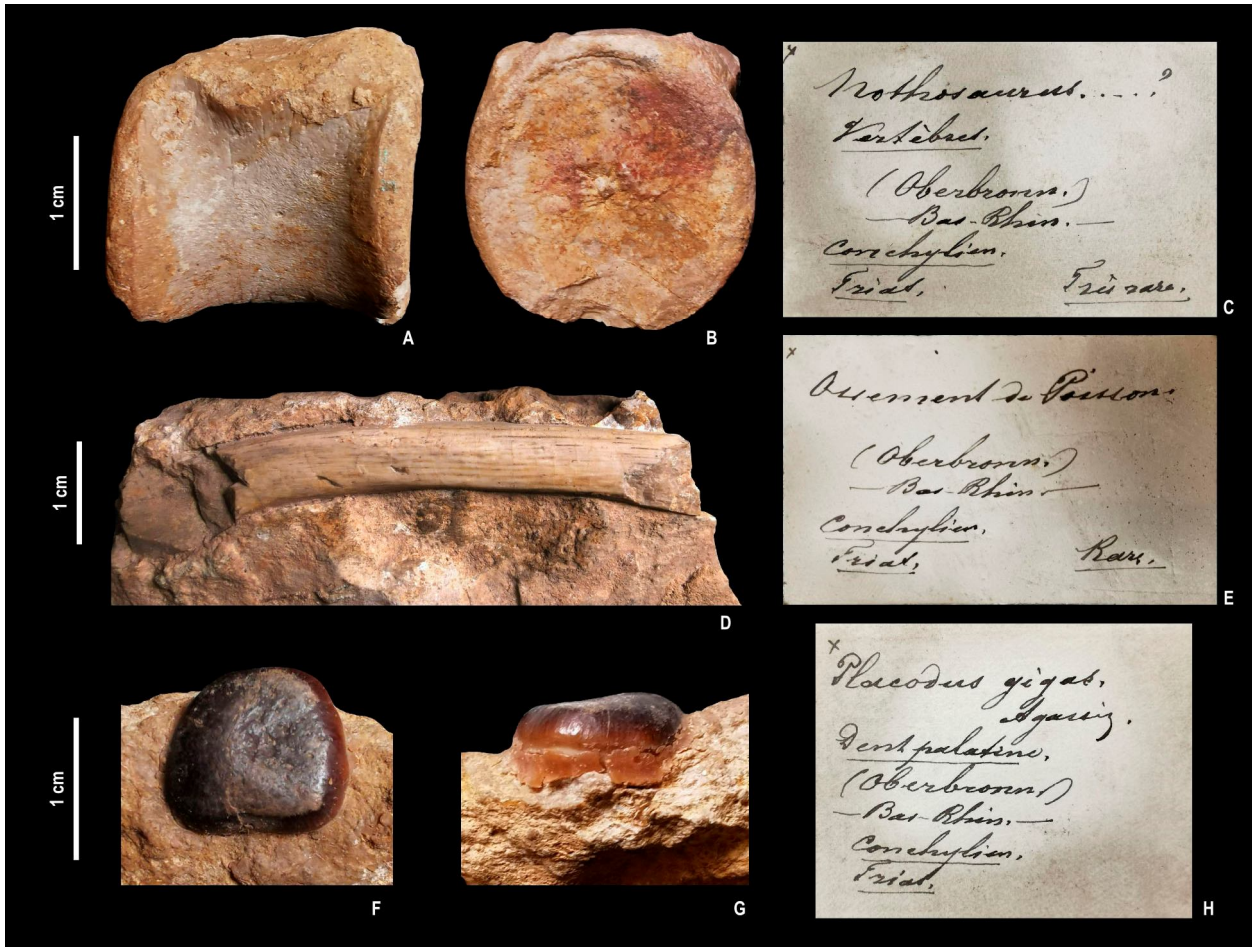 1 cm
A
B
x
Nothosaurus.....?
Vertèbres.
(Oberbronn.)
— Bas-Rhin. —
Conchylien.
Trias.
Très rare.
C
1 cm
D
x
Ossement de Poisson.
(Oberbronn.)
— Bas-Rhin —
Conchylien.
Trias.
Rare.
E
1 cm
F
G
x
Placodus gigas.
Agassiz.
Dent palatine.
(Oberbronn.)
— Bas-Rhin. —
Conchylien.
Trias.
H